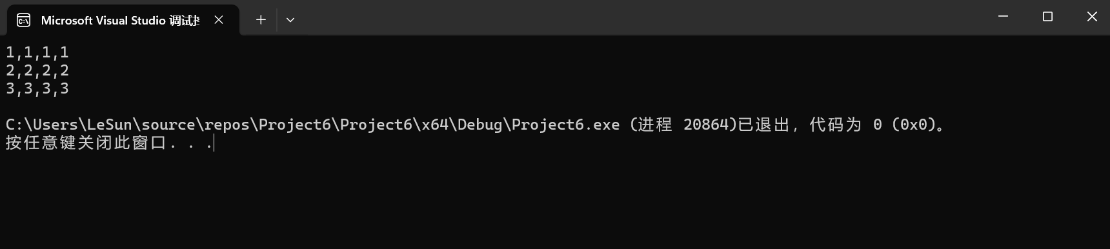 Microsoft Visual Studio 调试
1,1,1,1
2,2,2,2
3,3,3,3
C:\Users\LeSun\source\repos\Project6\Project6\x64\Debug\Project6.exe (进程 20864)已退出，代码为 0 (0x0)。
按任意键关闭此窗口. . .